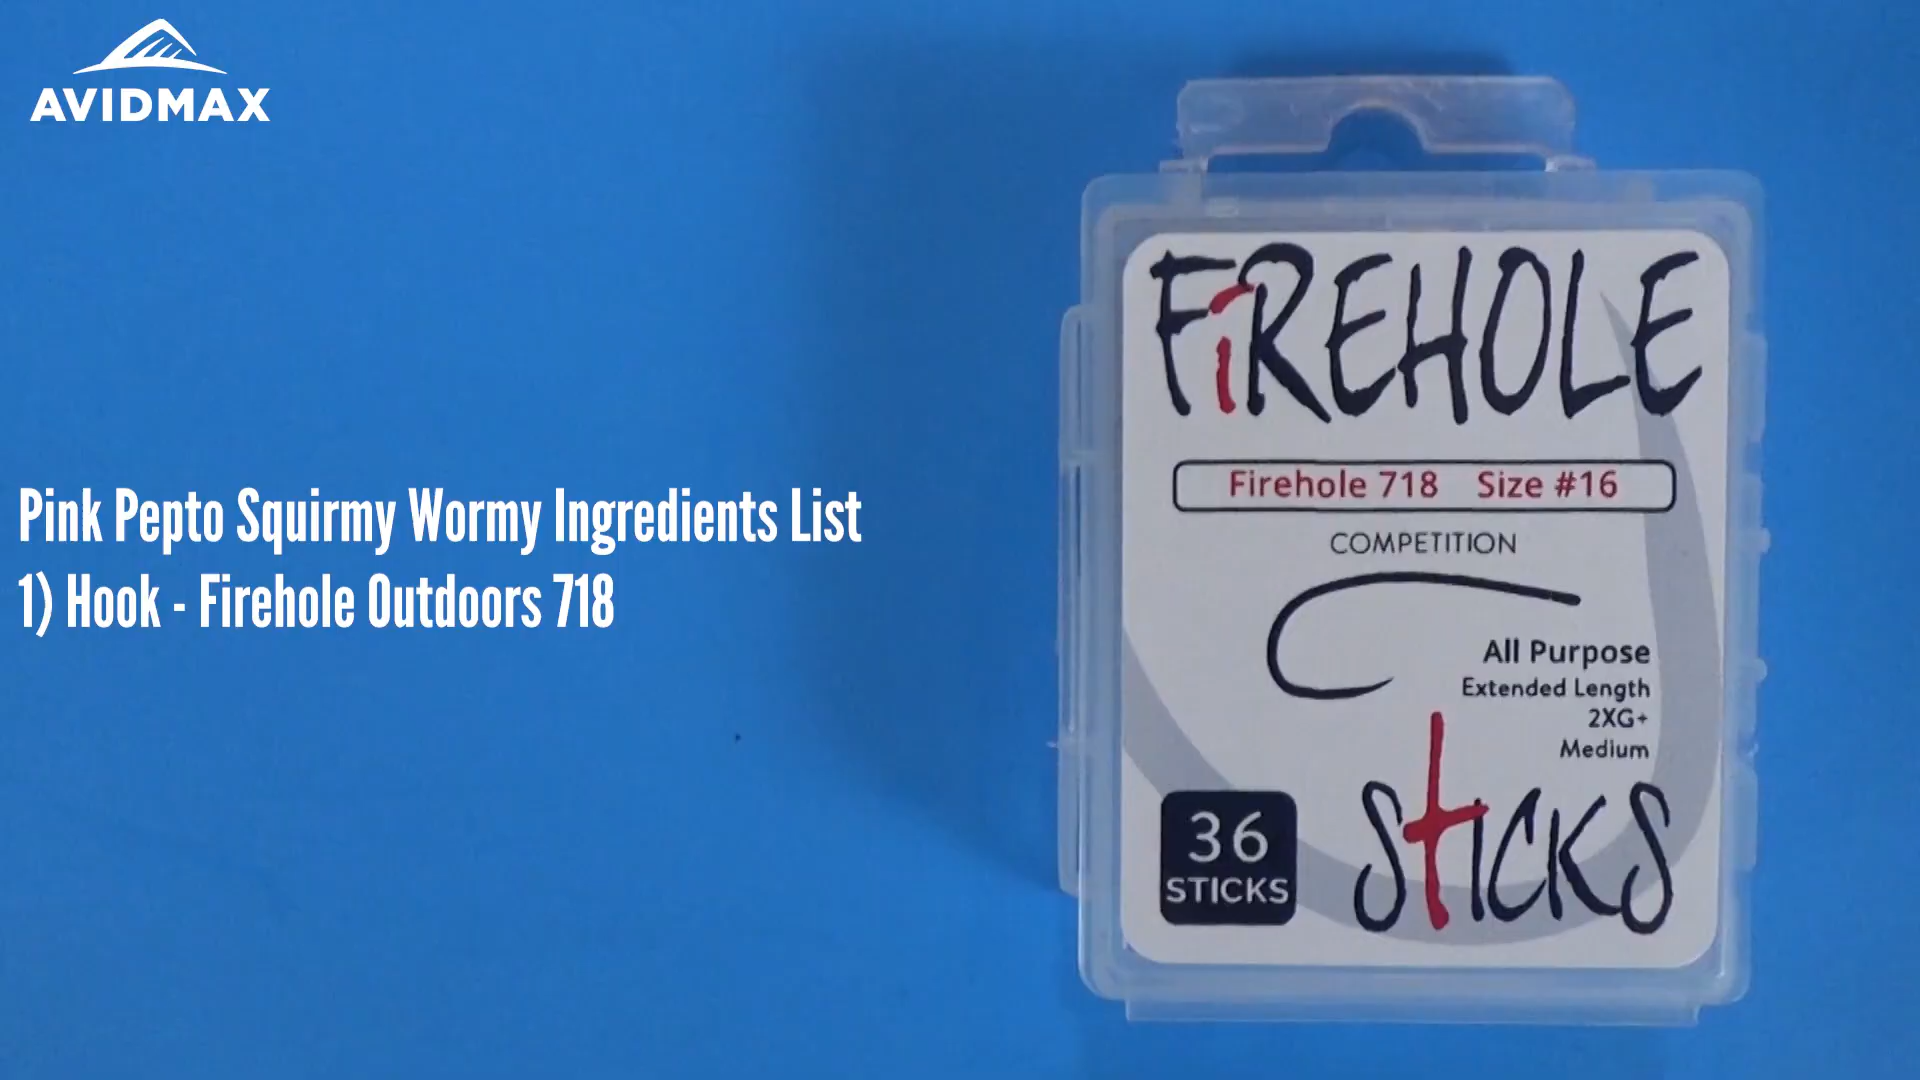 AVIDMAX
Pink Pepto Squirmy Wormy Ingredients List
1) Hook - Firehole Outdoors 718
FiREHOLE
Firehole 718 Size #16
COMPETITION
All Purpose
Extended Length
2XG+
Medium
36
STICKS
StICKS